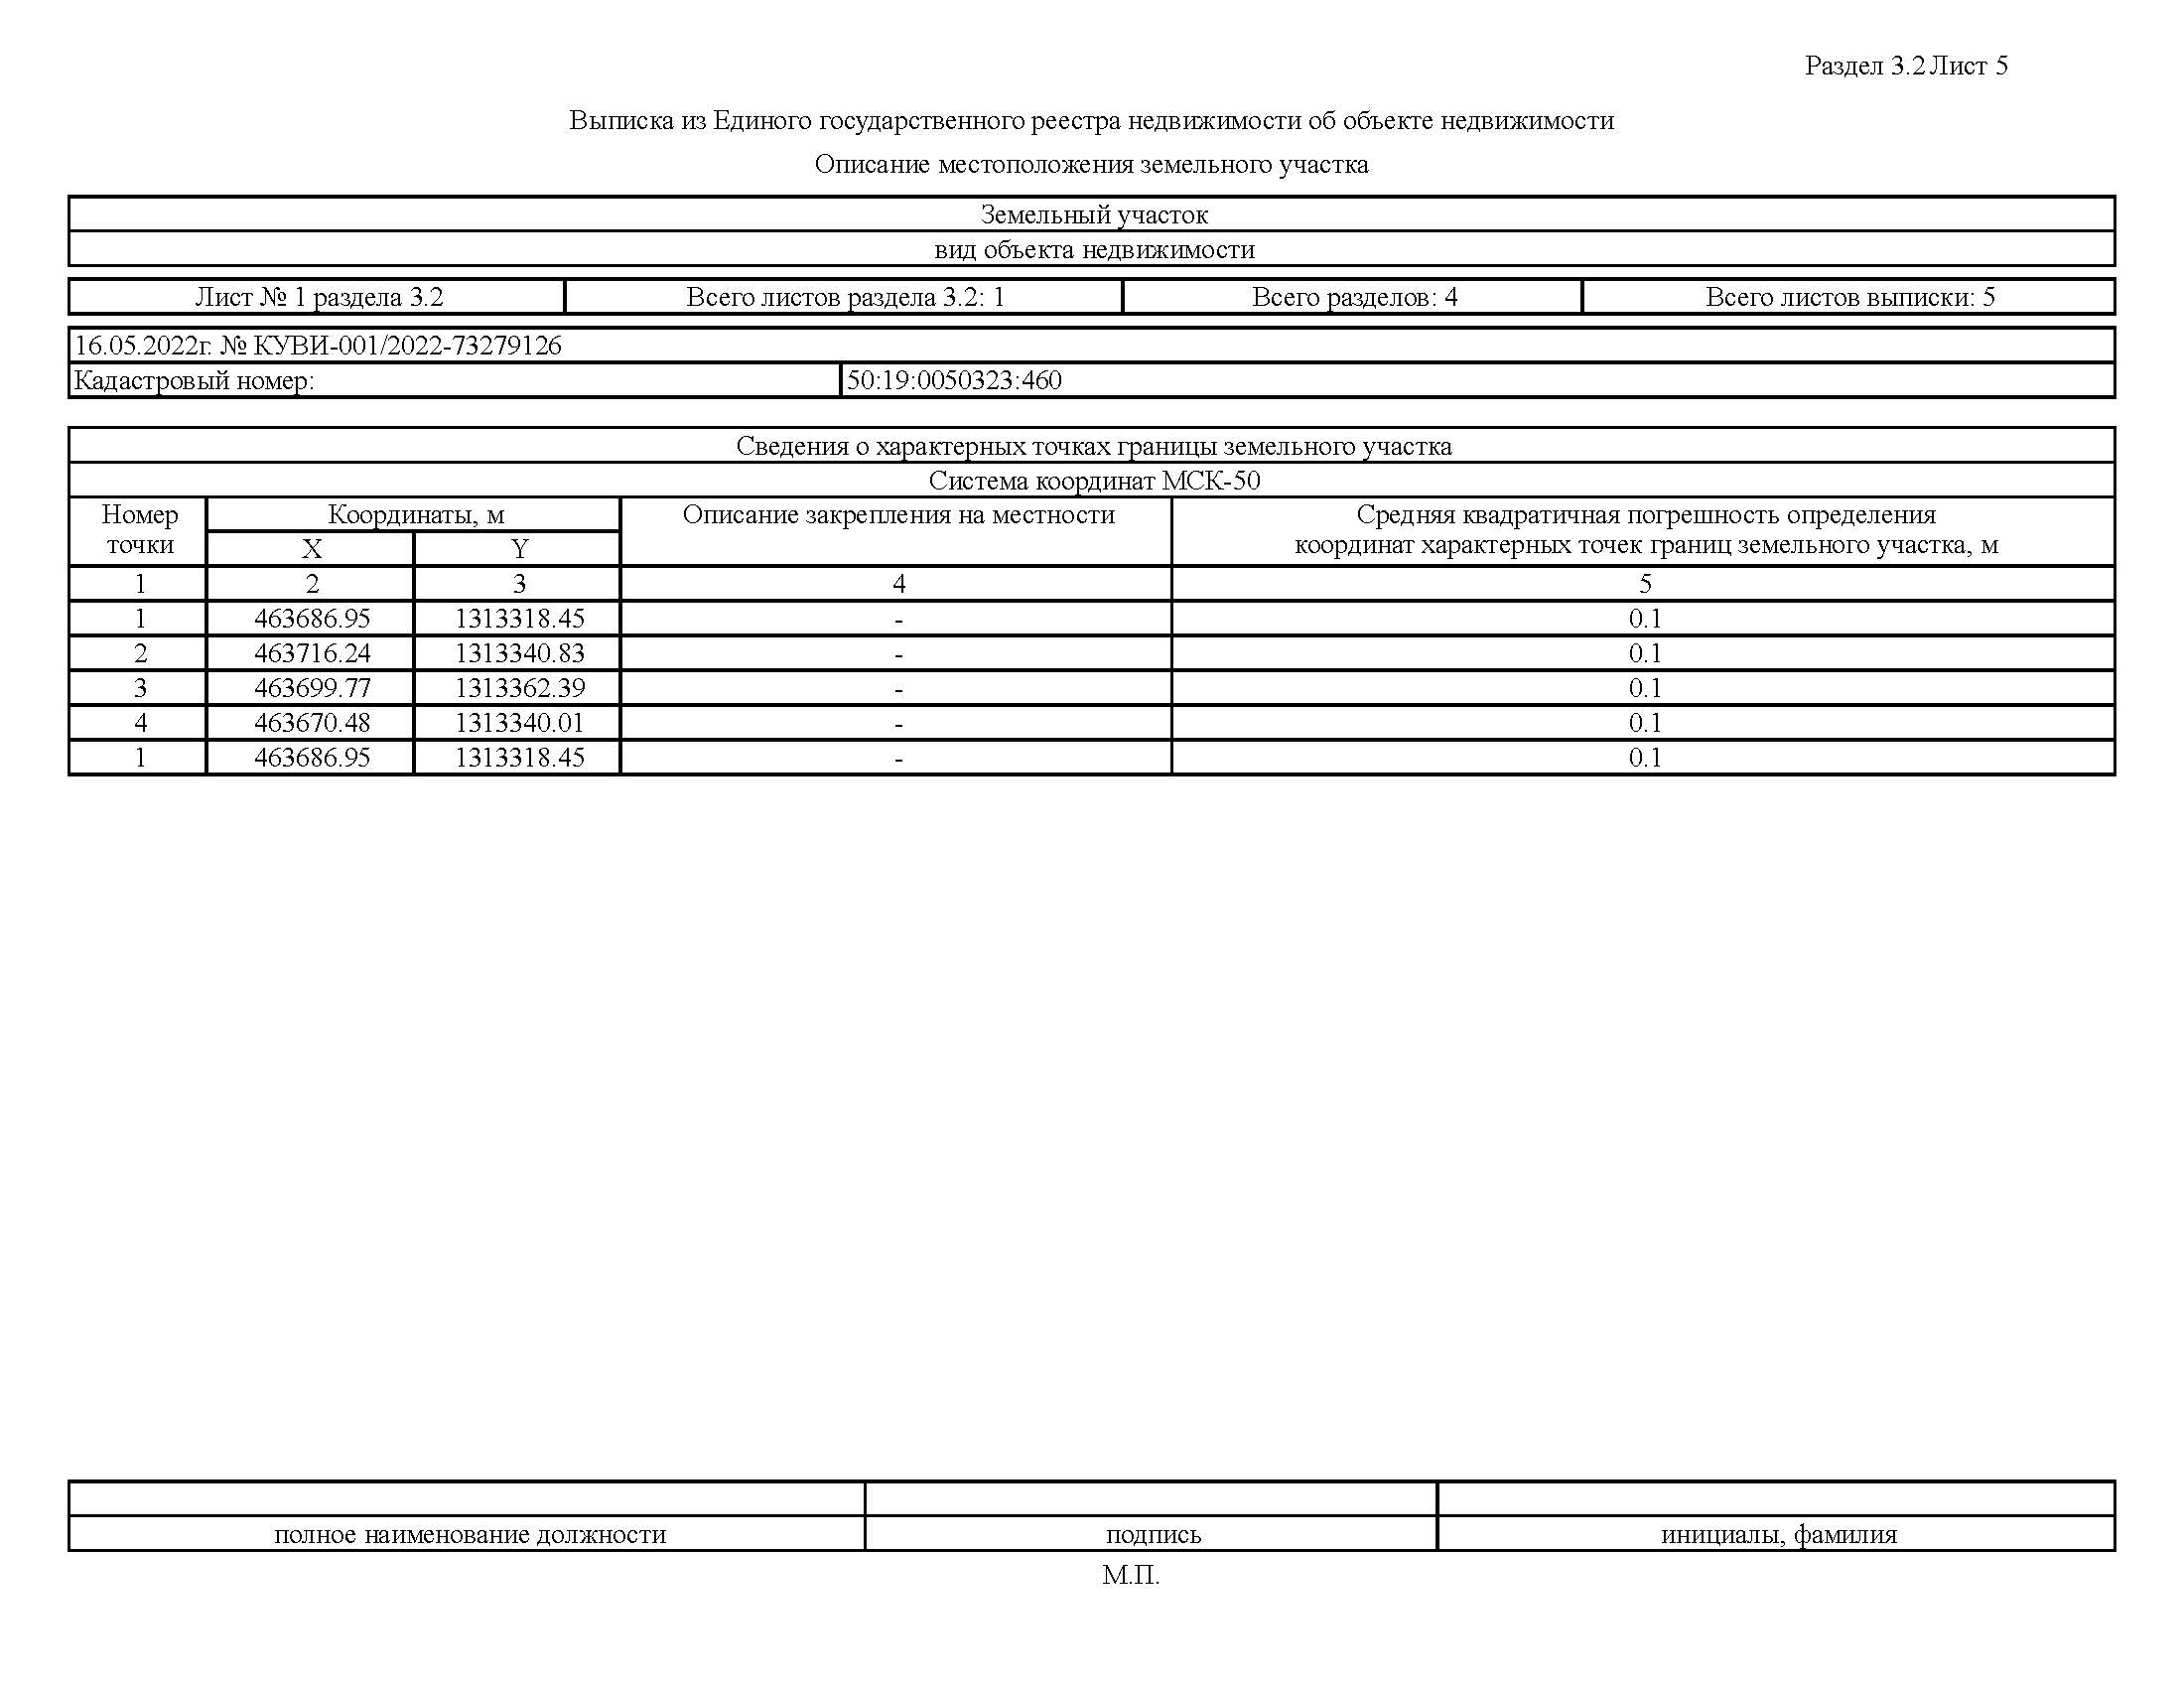 Раздел 3.2 Лист 5
Выписка из Единого государственного реестра недвижимости об объекте недвижимости
Описание местоположения земельного участка
Земельный участок
вид объекта недвижимости
Лист № 1 раздела 3.2 Всего листов раздела 3.2: 1 Всего разделов: 4 Всего листов выписки: 5
16.05.2022г. № КУВИ-001/2022-73279126
Кадастровый номер: 50:19:0050323:460
Сведения о характерных точках границы земельного участка
Система координат МСК-50
Номер точки Координаты, м Описание закрепления на местности Средняя квадратичная погрешность определения координат характерных точек границ земельного участка, м
X Y
1 2 3 4 5
1 463686.95 1313318.45 - 0.1
2 463716.24 1313340.83 - 0.1
3 463699.77 1313362.39 - 0.1
4 463670.48 1313340.01 - 0.1
1 463686.95 1313318.45 - 0.1
полное наименование должности подпись инициалы, фамилия
М.П.